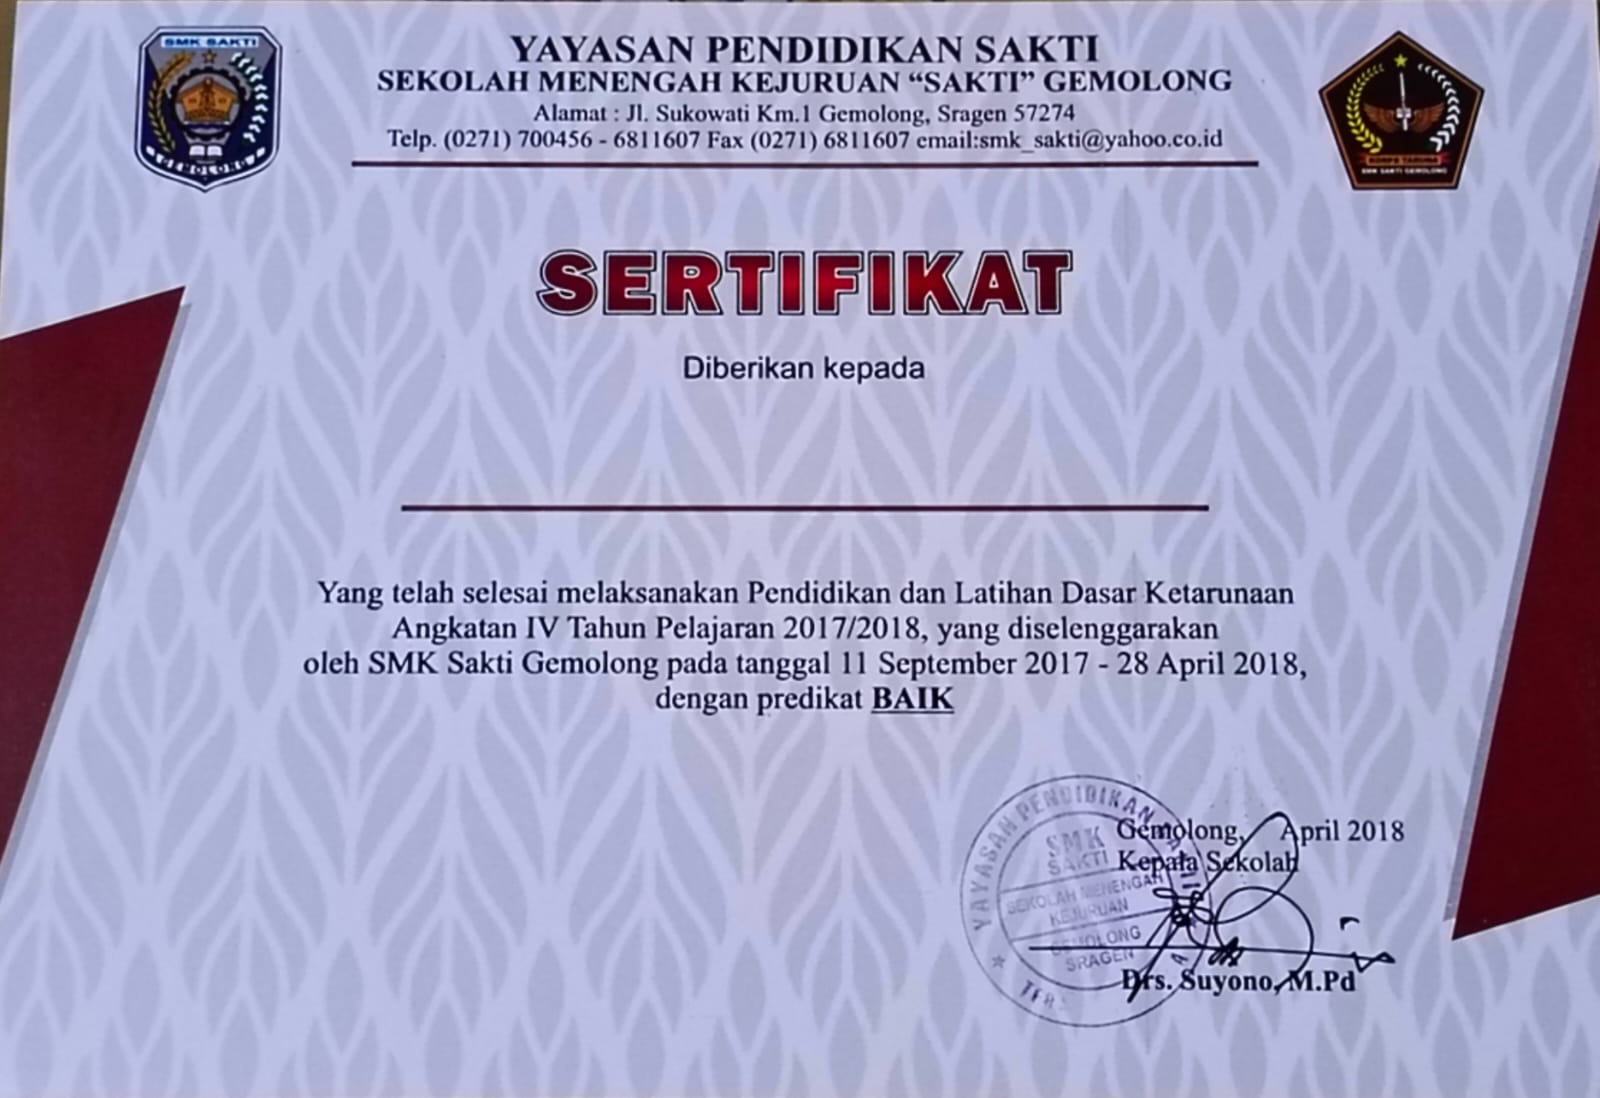 SMK SAKTI
GEMOLONG
YAYASAN PENDIDIKAN SAKTI
SEKOLAH MENENGAH KEJURUAN “SAKTI” GEMOLONG
Alamat : Jl. Sukowati Km.1 Gemolong, Sragen 57274
Telp. (0271) 700456 - 6811607 Fax (0271) 6811607 email:smk_sakti@yahoo.co.id
KORPS TARUNA
SMK SAKTI GEMOLONG
SERTIFIKAT
Diberikan kepada
Yang telah selesai melaksanakan Pendidikan dan Latihan Dasar Ketarunaan
Angkatan IV Tahun Pelajaran 2017/2018, yang diselenggarakan
oleh SMK Sakti Gemolong pada tanggal 11 September 2017 - 28 April 2018,
dengan predikat BAIK
Gemolong, April 2018
Kepala Sekolah
YAYASAN PENDIDIKAN
SMK
SAKTI
SEKOLAH MENENGAH
KEJURUAN
GEMOLONG
SRAGEN
Drs. Suyono, M.Pd